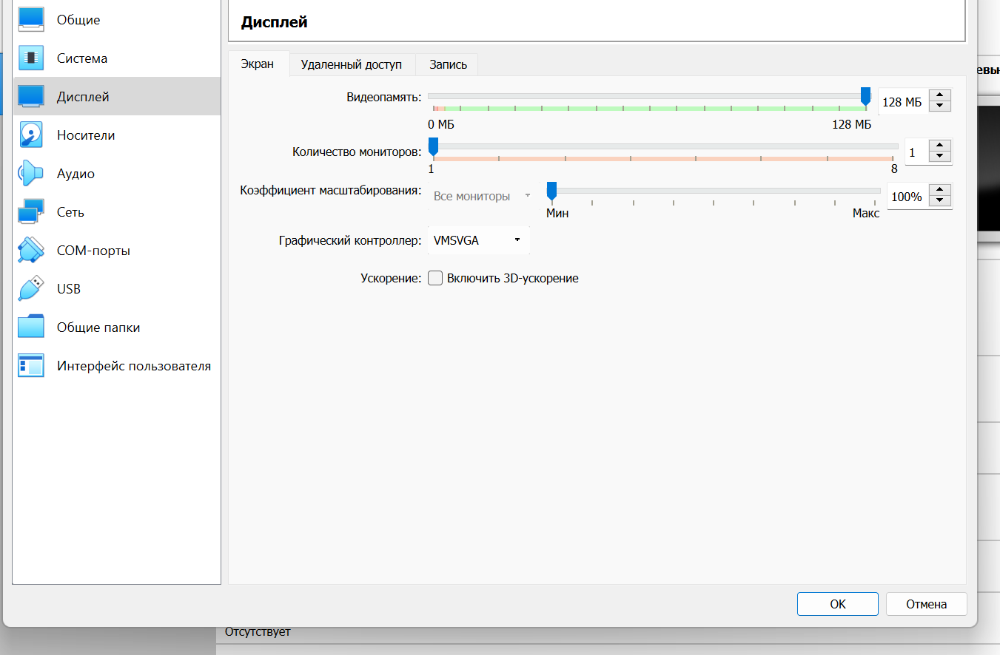 Общие
Система
Дисплей
Носители
Аудио
Сеть
COM-порты
USB
Общие папки
Интерфейс пользователя
Дисплей
Экран
Удаленный доступ
Запись
Видеопамять:
128 МБ
0 МБ
128 МБ
Количество мониторов:
1
1
8
Коэффициент масштабирования:
Все мониторы
100%
Мин
Макс
Графический контроллер:
VMSVGA
Ускорение:
Включить 3D-ускорение
OK
Отмена
Отсутствует